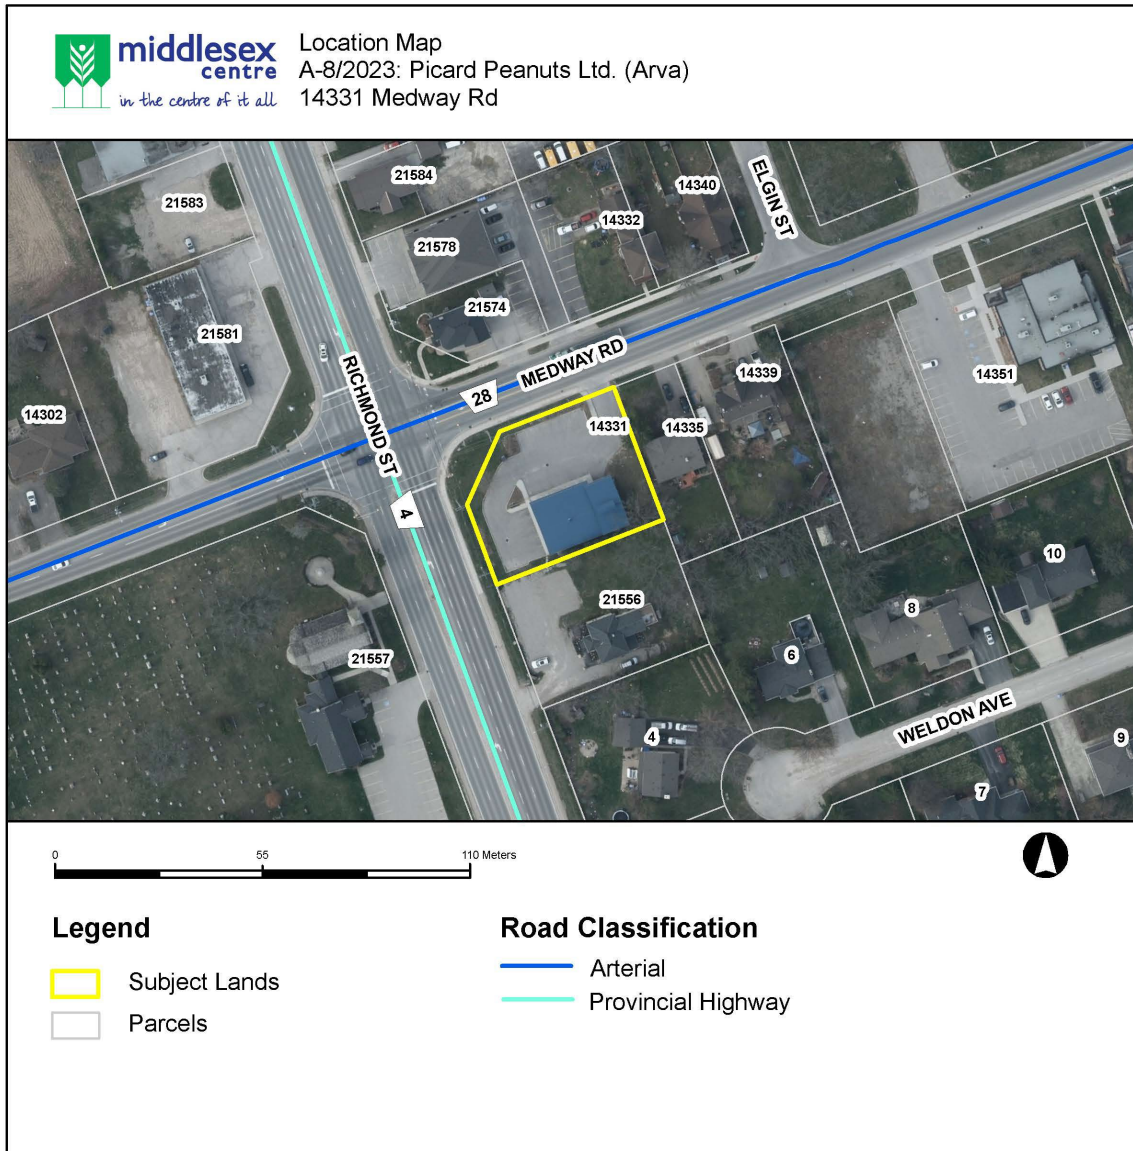 middlesex
centre
in the centre of it all
Location Map
A-8/2023: Picard Peanuts Ltd. (Arva)
14331 Medway Rd
21583
21584
14340
ELGIN ST
14332
21578
21574
21581
RICHMOND ST
28
MEDWAY RD
14339
14351
14302
14331
14335
4
10
21556
8
21557
6
WELDON AVE
4
9
7
0
55
110 Meters
Legend
Subject Lands
Parcels
Road Classification
Arterial
Provincial Highway